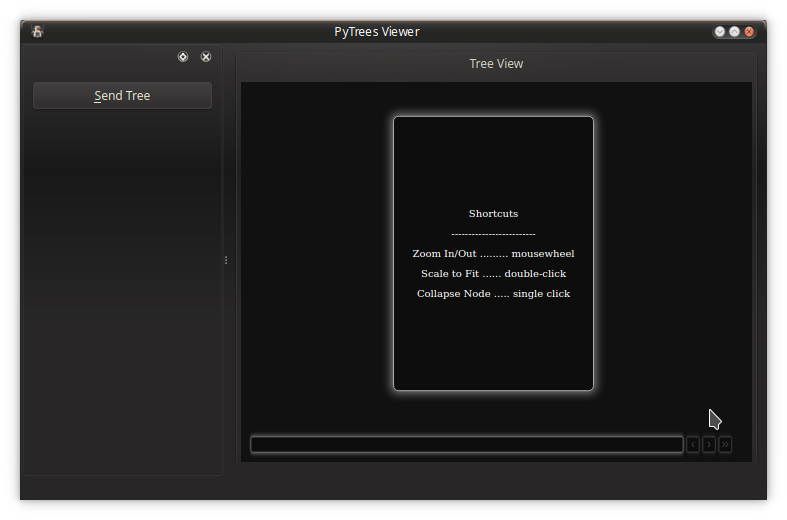 PyTrees Viewer
Send Tree
Tree View
Shortcuts
-------------------------
Zoom In/Out ......... mousewheel
Scale to Fit ...... double-click
Collapse Node ..... single click